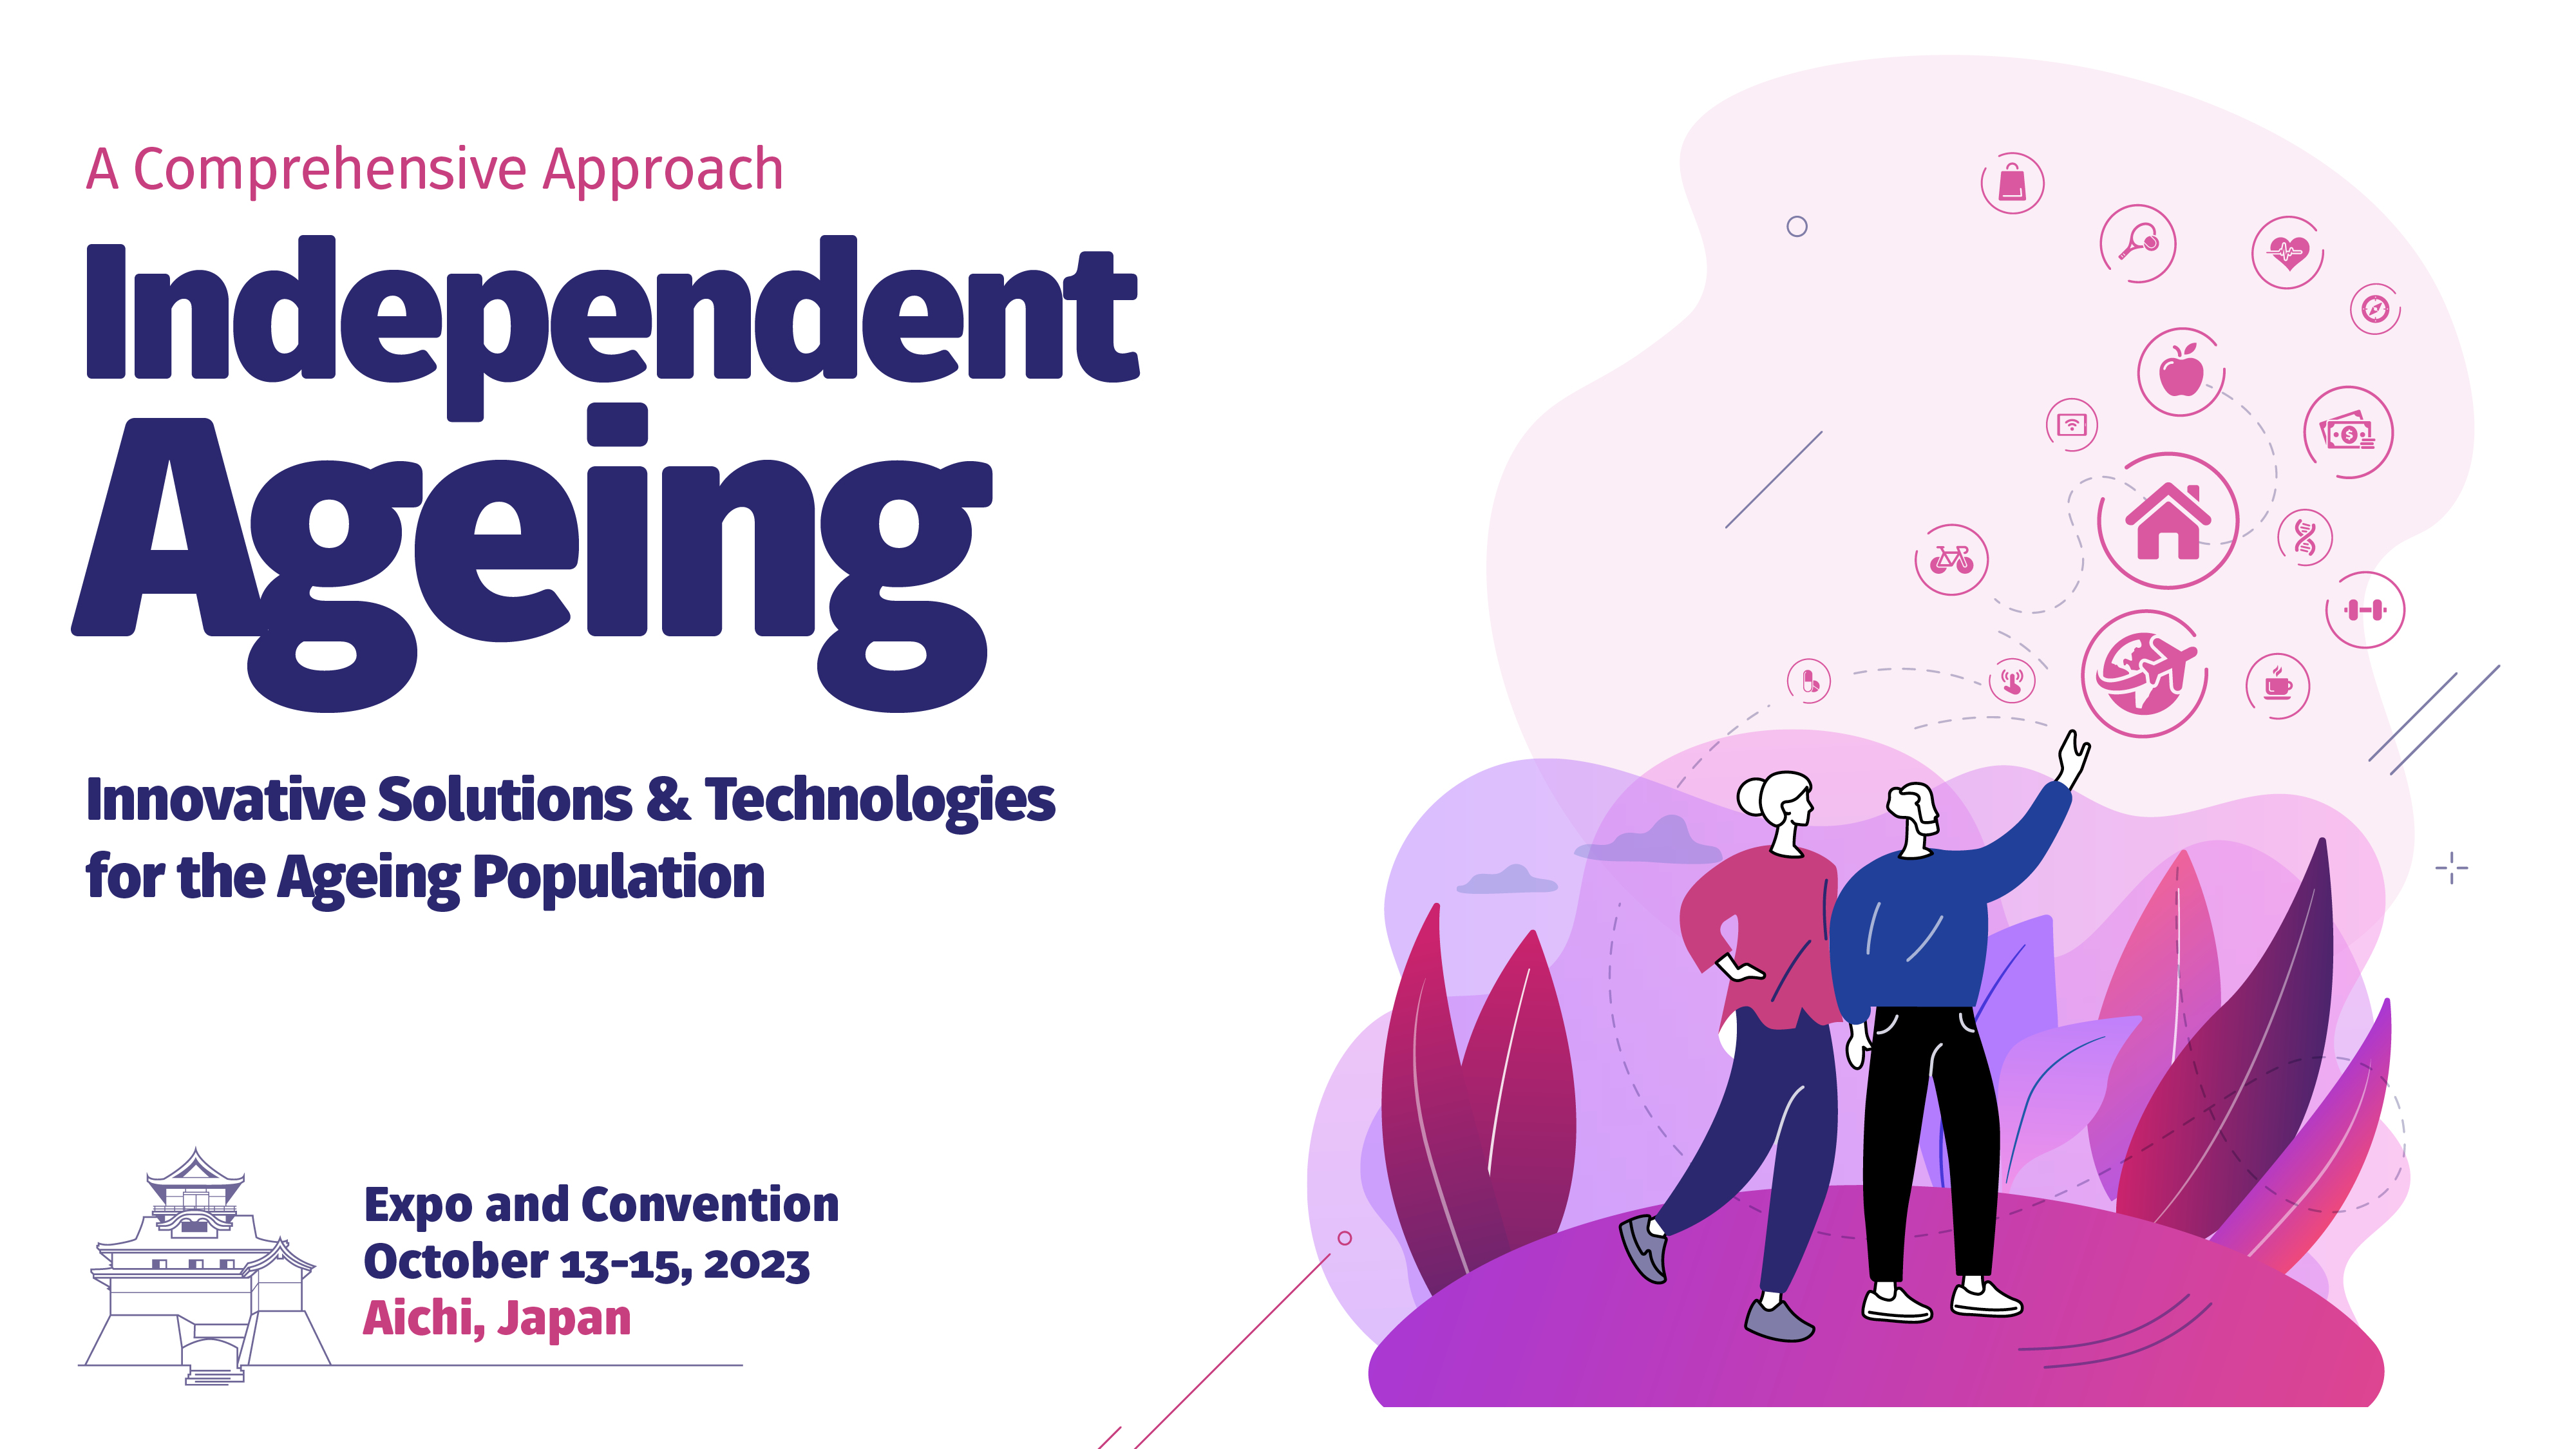 A Comprehensive Approach
Independent
Ageing
Innovative Solutions & Technologies
for the Ageing Population
Expo and Convention
October 13-15, 2023
Aichi, Japan